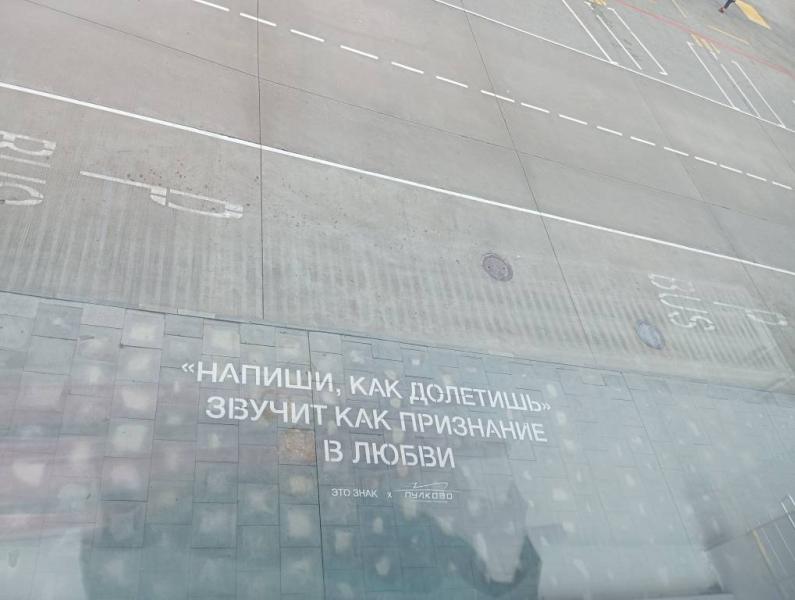 BUS P
BUS P
«НАПИШИ, КАК ДОЛЕТИШЬ»
ЗВУЧИТ КАК ПРИЗНАНИЕ
В ЛЮБВИ
ЭТО ЗНАК х ПУЛКОВО